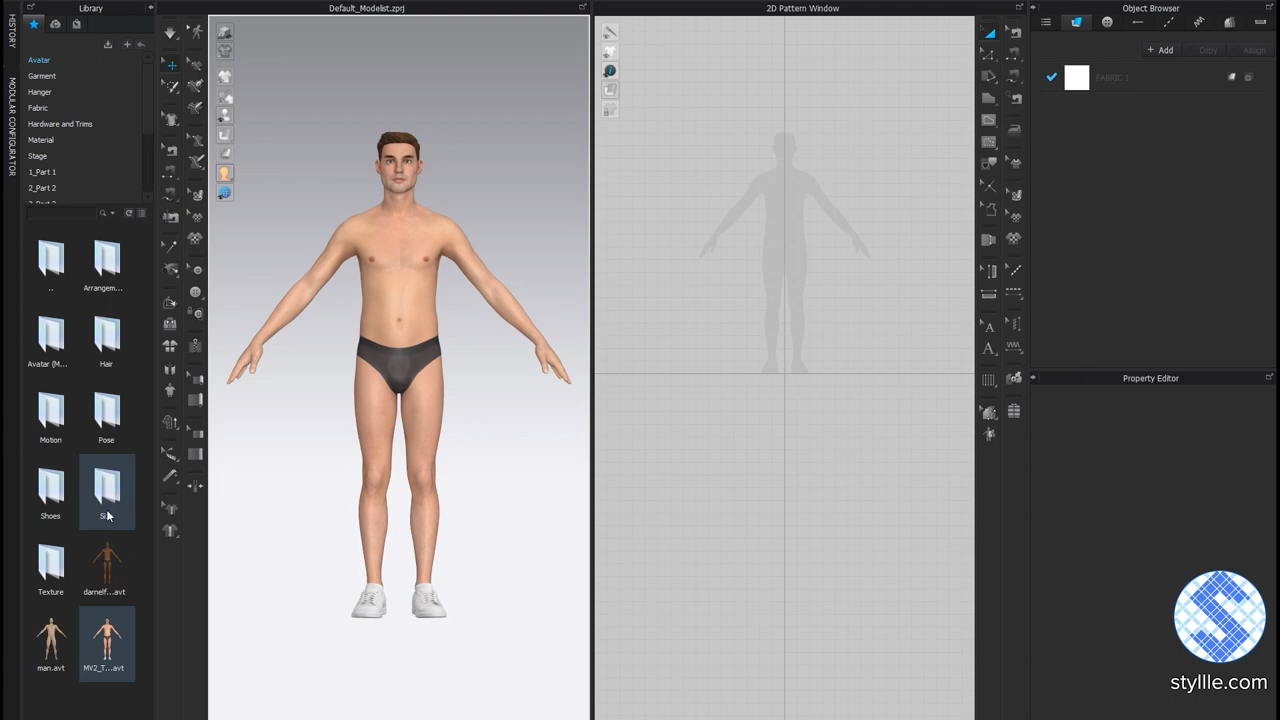 Library
Default_Modelist.zprj
2D Pattern Window
Object Browser
HISTORY
MODULAR CONFIGURATOR
Avatar
Garment
Hanger
Fabric
Hardware and Trims
Material
Stage
1_Part 1
2_Part 2
+ Add
Copy
Assign
FABRIC 1
..
Arrangem...
Avatar (M...
Hair
Motion
Pose
Shoes
Texture
darnelf...avt
man.avt
MV2_T...avt
Property Editor
A
A
S
styllle.com